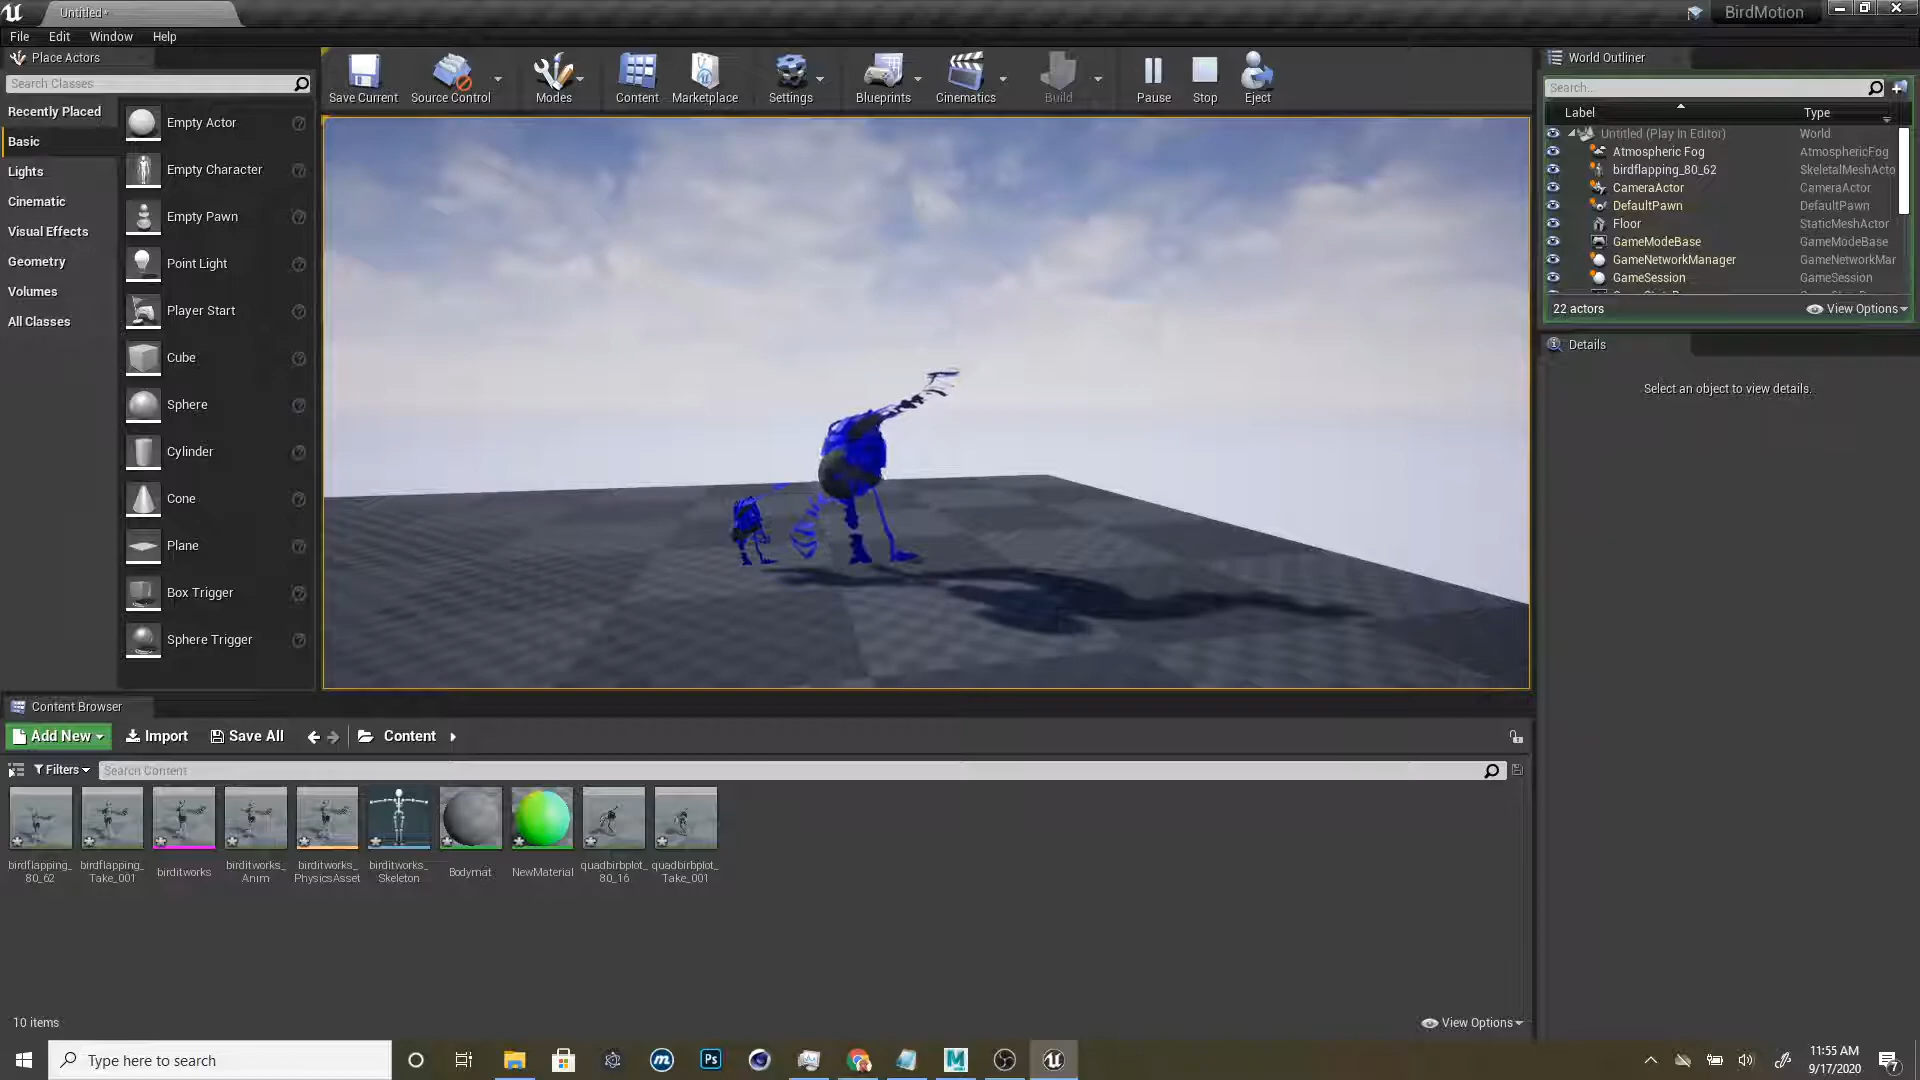 Untitled*
BirdMotion
File Edit Window Help
Place Actors
Search Classes
Recently Placed
Basic
Lights
Cinematic
Visual Effects
Geometry
Volumes
All Classes
Empty Actor
Empty Character
Empty Pawn
Point Light
Player Start
Cube
Sphere
Cylinder
Cone
Plane
Box Trigger
Sphere Trigger
Save Current Source Control Modes Content Marketplace Settings Blueprints Cinematics Build Pause Stop Eject
World Outliner
Search...
Label Type
Untitled (Play In Editor) World
Atmospheric Fog AtmosphericFog
birdflapping_80_62 SkeletalMeshActo
CameraActor CameraActor
DefaultPawn DefaultPawn
Floor StaticMeshActor
GameModeBase GameModeBase
GameNetworkManager GameNetworkMar
GameSession GameSession
22 actors View Options
Details
Select an object to view details.
Content Browser
Add New Import Save All Content
Filters Search Content
birdflapping_ 80_62
birdflapping_ Take_001
birditworks
birditworks_ Anim
birditworks_ PhysicsAsset
birditworks_ Skeleton
Bodymat
NewMaterial
quadbirbplot_ 80_16
quadbirbplot_ Take_001
10 items View Options
Type here to search
Ps
M
11:55 AM
9/17/2020
7